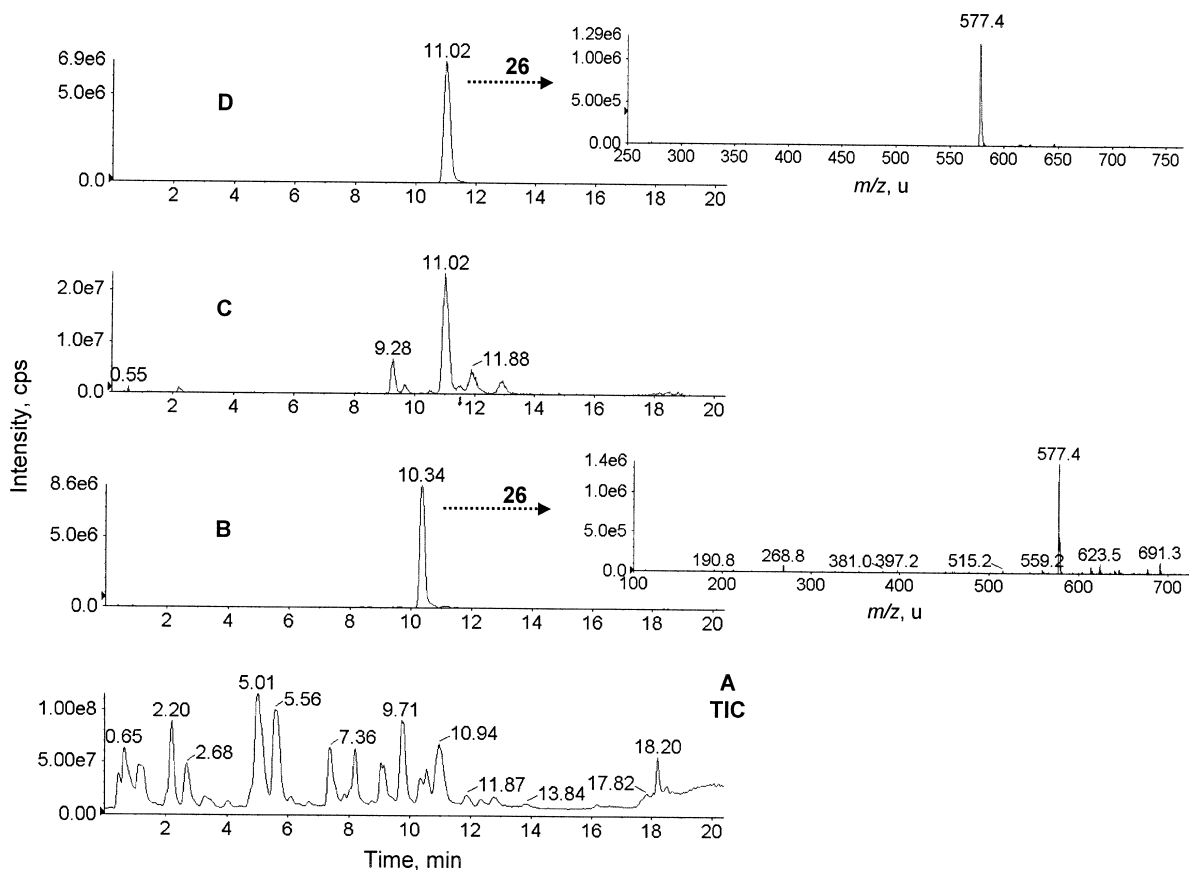 577.4
1.29e6
1.00e6
5.00e5
0.00
250 300 350 400 450 500 550 600 650 700 750
m/z, u
6.9e6
5.0e6
0.0
11.02
26
D
2 4 6 8 10 12 14 16 18 20
11.02
2.0e7
1.0e7
0.0
C
0.55
9.28
11.88
2 4 6 8 10 12 14 16 18 20
Intensity, cps
10.34
8.6e6
5.0e6
0.0
26
B
2 4 6 8 10 12 14 16 18 20
577.4
1.4e6
1.0e6
5.0e5
0.0
190.8 268.8 381.0 397.2 515.2 559.2 623.5 691.3
100 200 300 400 500 600 700
m/z, u
A
TIC
1.00e8
5.00e7
0.00
0.65 2.20 2.68 5.01 5.56 7.36 9.71 10.94 11.87 13.84 17.82 18.20
2 4 6 8 10 12 14 16 18 20
Time, min